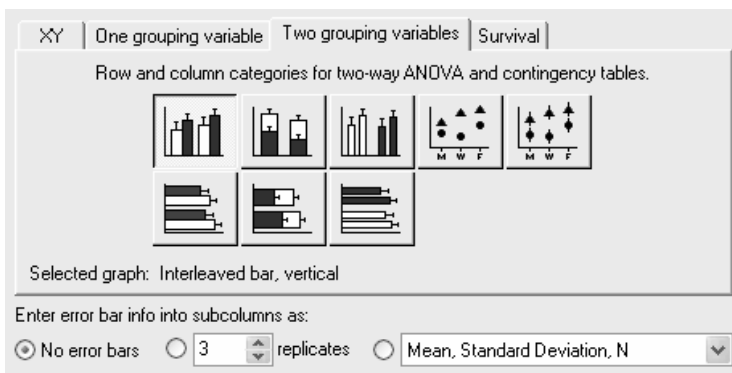 XY One grouping variable Two grouping variables Survival
Row and column categories for two-way ANOVA and contingency tables.
M W F M W F
Selected graph: Interleaved bar, vertical
Enter error bar info into subcolumns as:
No error bars 3 replicates Mean, Standard Deviation, N